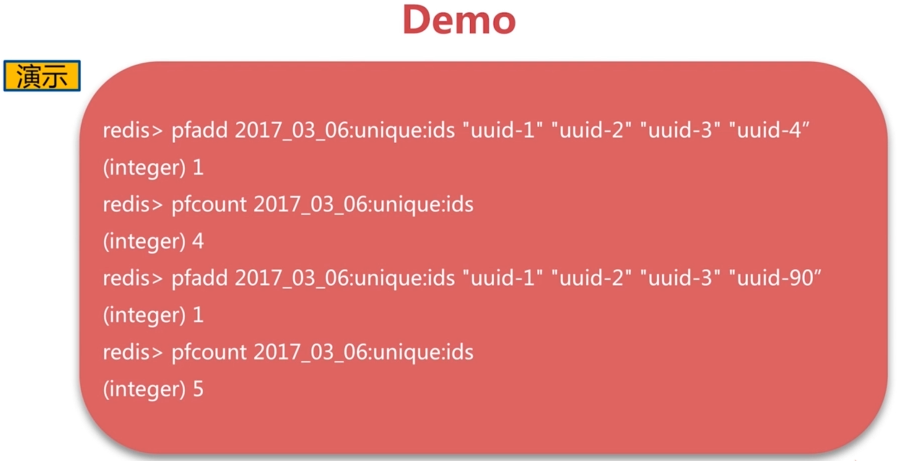 Demo
演示
redis> pfadd 2017_03_06:unique:ids "uuid-1" "uuid-2" "uuid-3" "uuid-4”
(integer) 1
redis> pfcount 2017_03_06:unique:ids
(integer) 4
redis> pfadd 2017_03_06:unique:ids "uuid-1" "uuid-2" "uuid-3" "uuid-90”
(integer) 1
redis> pfcount 2017_03_06:unique:ids
(integer) 5